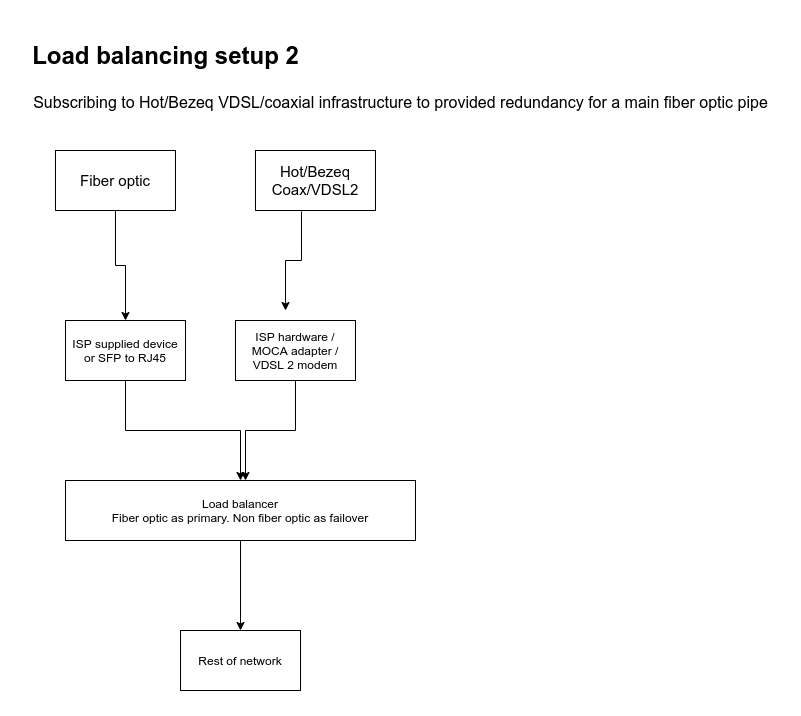 Load balancing setup 2
Subscribing to Hot/Bezeq VDSL/coaxial infrastructure to provided redundancy for a main fiber optic pipe
Fiber optic
Hot/Bezeq
Coax/VDSL2
ISP supplied device
or SFP to RJ45
ISP hardware /
MOCA adapter /
VDSL 2 modem
Load balancer
Fiber optic as primary. Non fiber optic as failover
Rest of network